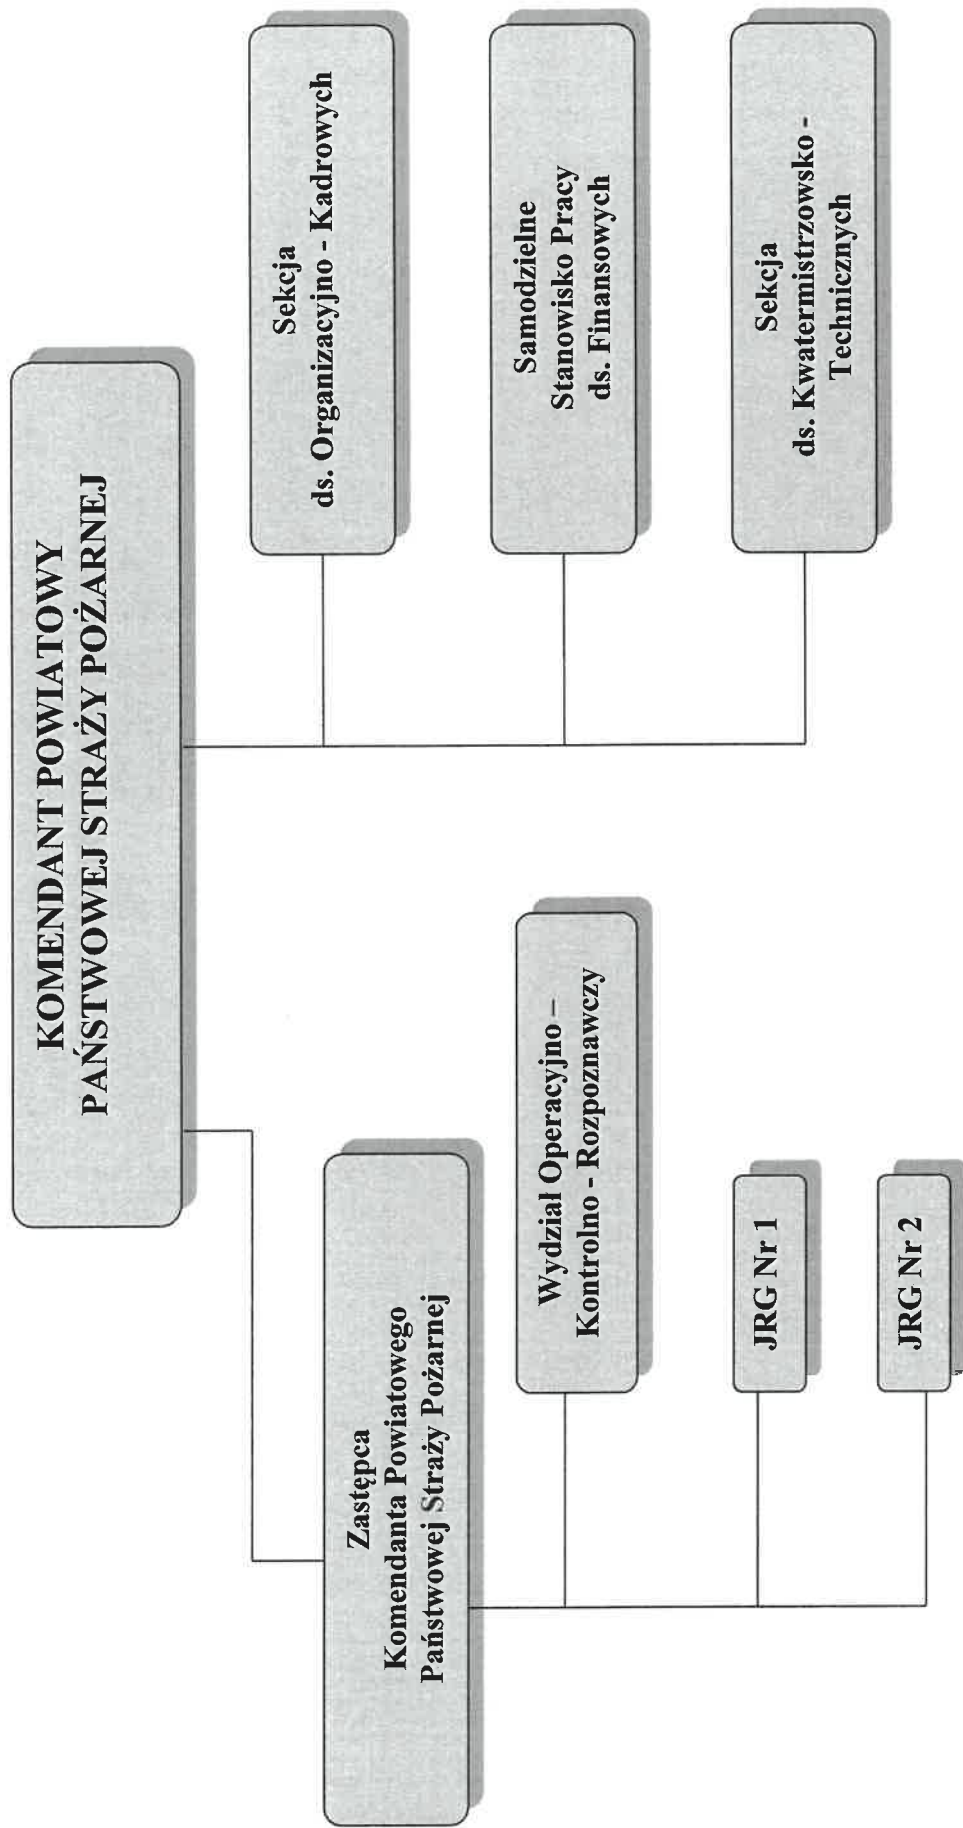 KOMENDANT POWIATOWY
PAŃSTWOWEJ STRAŻY POŻARNEJ
Zastępca
Komendanta Powiatowego
Państwowej Straży Pożarnej
Wydział Operacyjno –
Kontrolno - Rozpoznawczy
JRG Nr 1
JRG Nr 2
Sekcja
ds. Organizacyjno - Kadrowych
Samodzielne
Stanowisko Pracy
ds. Finansowych
Sekcja
ds. Kwatermistrzowsko -
Technicznych